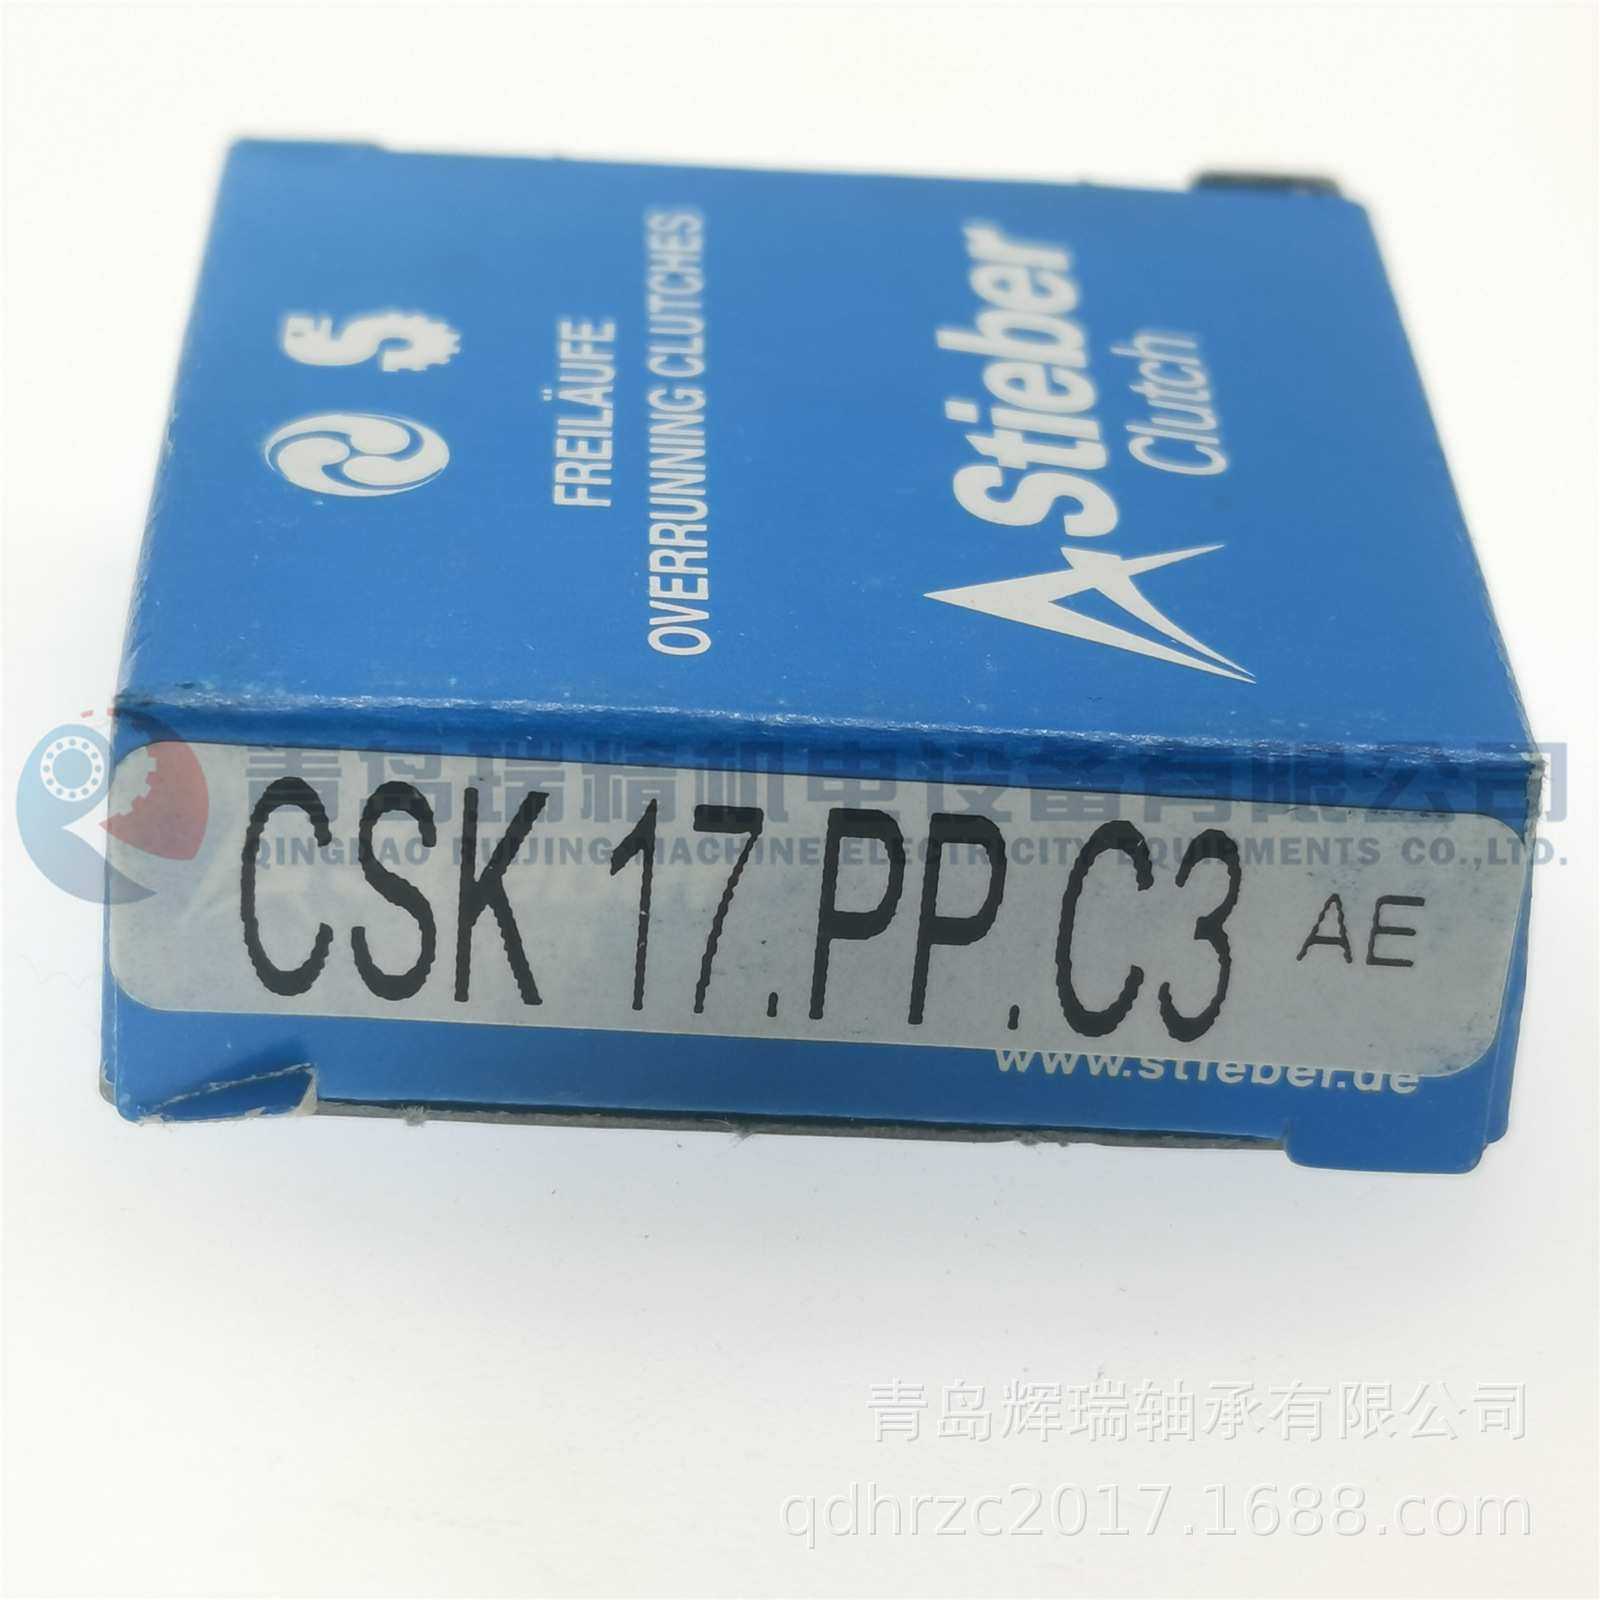 FREILÄUFE
OVERRUNNING CLUTCHES
Stieber
Clutch
青岛瑞精机电设备有限公司
QINGDAO RUIJING MACHINE ELECTRICITY EQUIPMENTS CO.,LTD.
CSK 17.PP.C3 AE
www.stieber.de
青岛辉瑞轴承有限公司
qdhrzc2017.1688.com